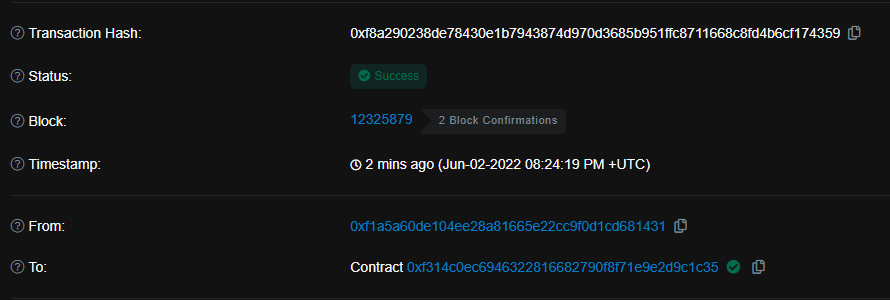 Transaction Hash: 0xf8a290238de78430e1b7943874d970d3685b951ffc8711668c8fd4b6cf174359
Status: Success
Block: 12325879 2 Block Confirmations
Timestamp: 2 mins ago (Jun-02-2022 08:24:19 PM +UTC)
From: 0xf1a5a60de104ee28a81665e22cc9f0d1cd681431
To: Contract 0xf314c0ec6946322816682790f8f71e9e2d9c1c35